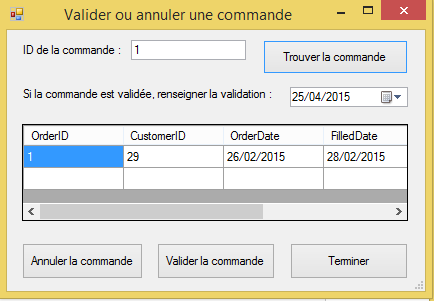 Valider ou annuler une commande
ID de la commande : 1 Trouver la commande
Si la commande est validée, renseigner la validation : 25/04/2015
OrderID CustomerID OrderDate FilledDate
1 29 26/02/2015 28/02/2015
Annuler la commande Valider la commande Terminer